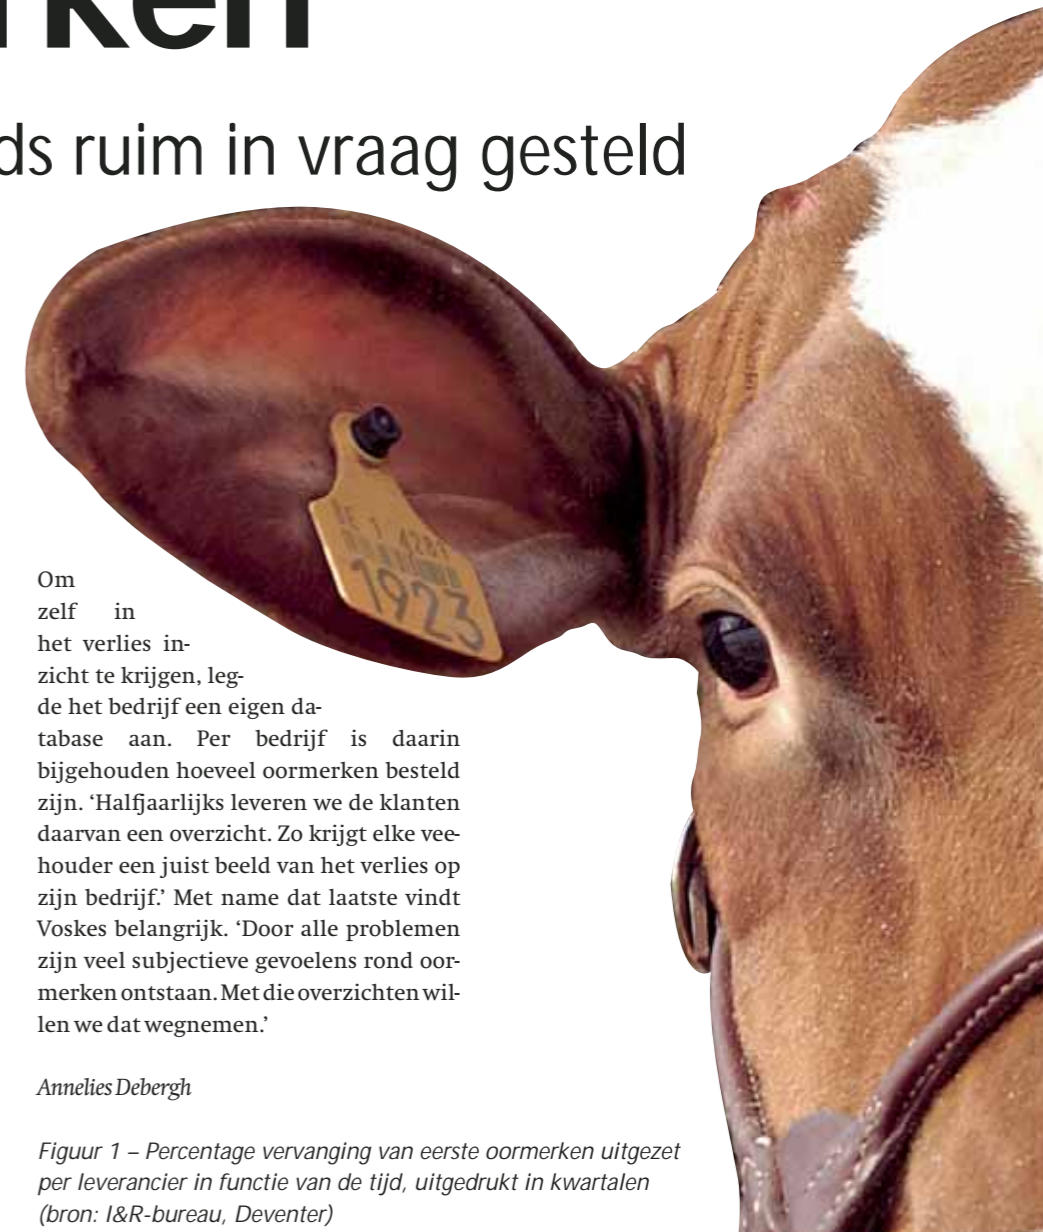 rken
ds ruim in vraag gesteld
1 4201
1923
Om
zelf in
het verlies in-
zicht te krijgen, leg-
de het bedrijf een eigen da-
tabase aan. Per bedrijf is daarin
bijgehouden hoeveel oormerken besteld
zijn. ‘Halfjaarlijks leveren we de klanten
daarvan een overzicht. Zo krijgt elke vee-
houder een juist beeld van het verlies op
zijn bedrijf.’ Met name dat laatste vindt
Voskes belangrijk. ‘Door alle problemen
zijn veel subjectieve gevoelens rond oor-
merken ontstaan. Met die overzichten wil-
len we dat wegnemen.’
Annelies Debergh
Figuur 1 – Percentage vervanging van eerste oormerken uitgezet
per leverancier in functie van de tijd, uitgedrukt in kwartalen
(bron: I&R-bureau, Deventer)